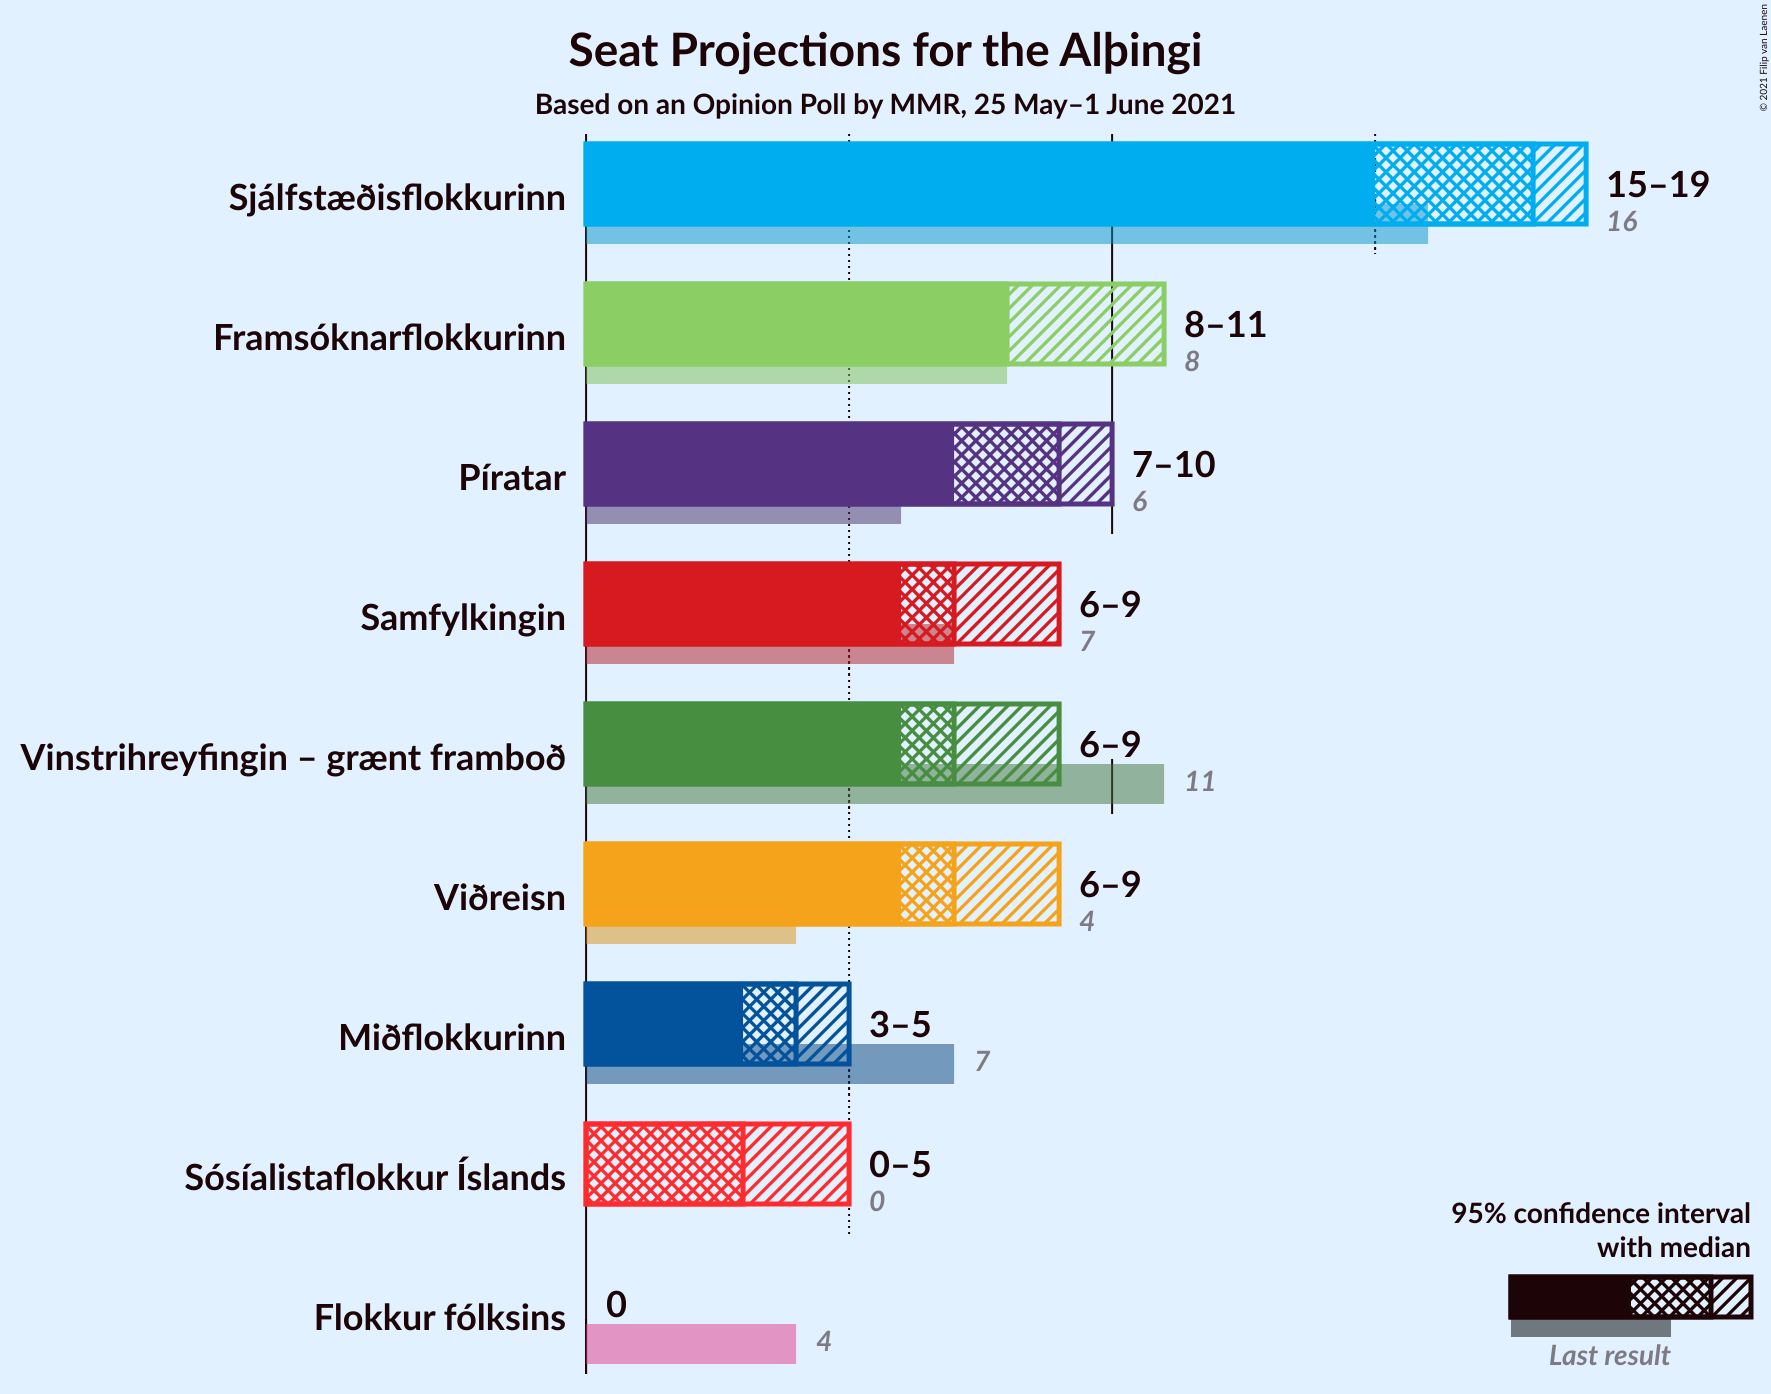 Seat Projections for the Alþingi
Based on an Opinion Poll by MMR, 25 May–1 June 2021
© 2021 Filip van Laenen
Sjálfstæðisflokkurinn
15–19
16
Framsóknarflokkurinn
8–11
8
Píratar
7–10
6
Samfylkingin
6–9
7
Vinstrihreyfingin – grænt framboð
6–9
11
Viðreisn
6–9
4
Miðflokkurinn
3–5
7
Sósíalistaflokkur Íslands
0–5
0
Flokkur fólksins
0
4
95% confidence interval
with median
Last result